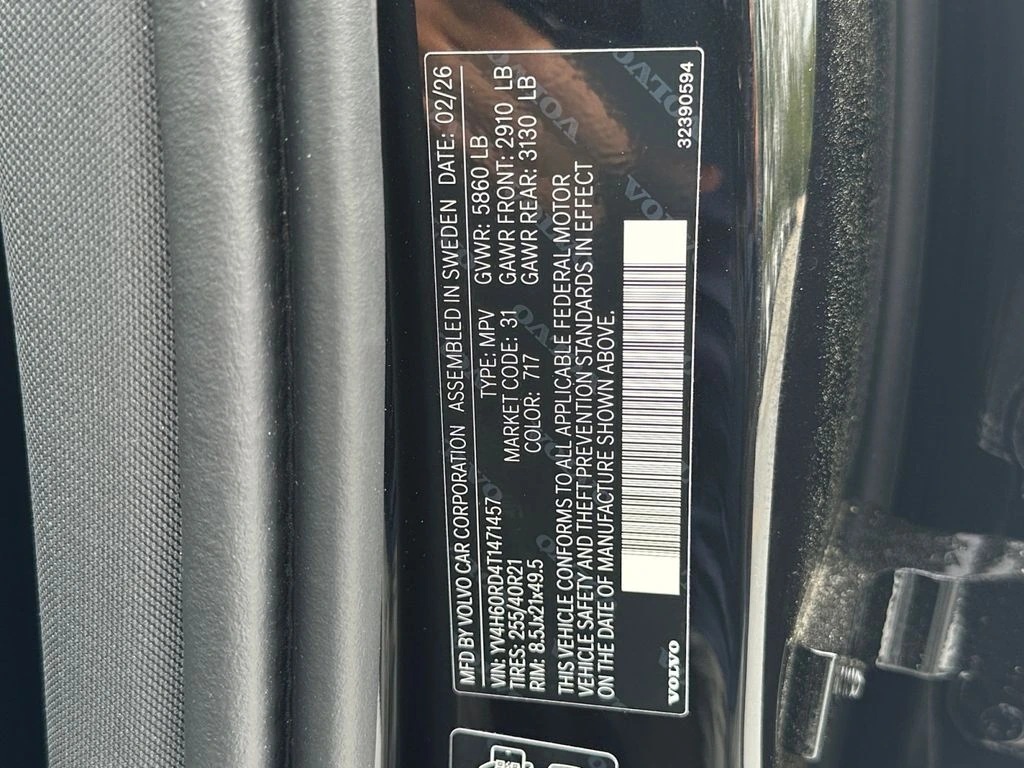 MFD BY VOLVO CAR CORPORATION ASSEMBLED IN SWEDEN DATE: 02/26
VIN: YV4H60RD4T1471457 TYPE: MPV GVWR: 5860 LB
TIRES: 255/40R21 MARKET CODE: 31 GAWR FRONT: 2910 LB
RIM: 8.5Jx21x49.5 COLOR: 717 GAWR REAR: 3130 LB
THIS VEHICLE CONFORMS TO ALL APPLICABLE FEDERAL MOTOR
VEHICLE SAFETY AND THEFT PREVENTION STANDARDS IN EFFECT
ON THE DATE OF MANUFACTURE SHOWN ABOVE.
VOLVO 32390594